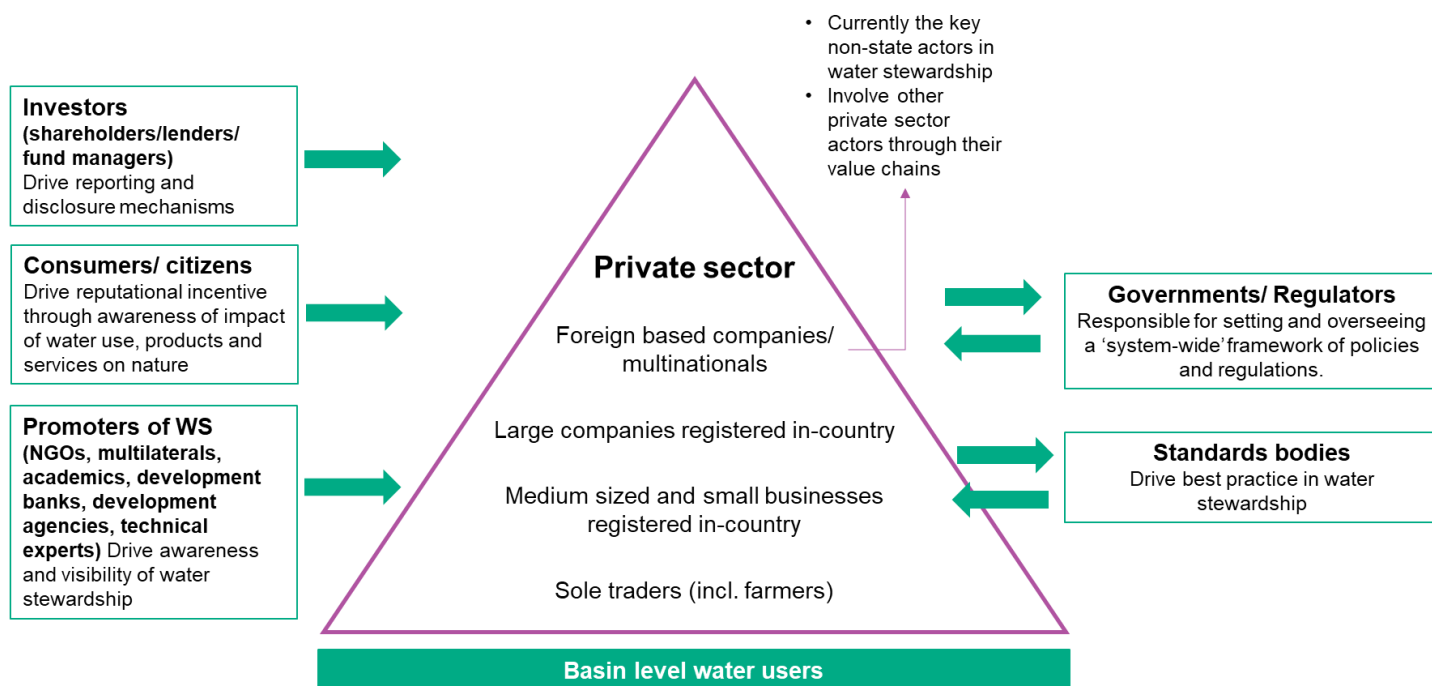 Investors
(shareholders/lenders/
fund managers)
Drive reporting and
disclosure mechanisms
Consumers/ citizens
Drive reputational incentive
through awareness of impact
of water use, products and
services on nature
Promoters of WS
(NGOs, multilaterals,
academics, development
banks, development
agencies, technical
experts) Drive awareness
and visibility of water
stewardship
• Currently the key
non-state actors in
water stewardship
• Involve other
private sector
actors through their
value chains
Private sector
Foreign based companies/
multinationals
Large companies registered in-country
Medium sized and small businesses
registered in-country
Sole traders (incl. farmers)
Basin level water users
Governments/ Regulators
Responsible for setting and overseeing
a ‘system-wide’ framework of policies
and regulations.
Standards bodies
Drive best practice in water
stewardship